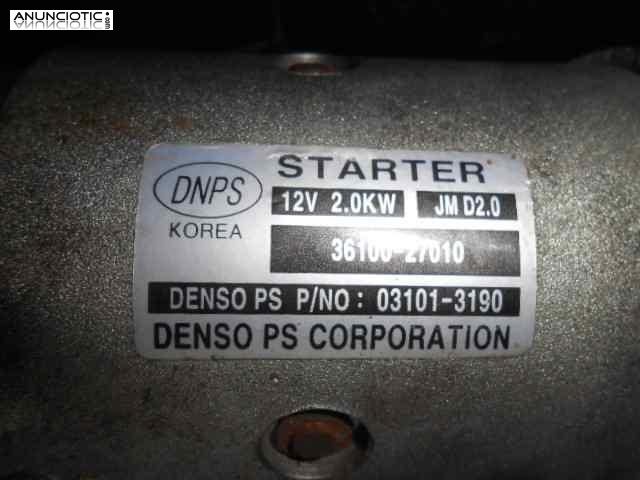 ANUNCIOTIC.es
STARTER
DNPS
12V 2.0KW JM D2.0
KOREA
36100-27010
DENSO PS P/NO : 03101-3190
DENSO PS CORPORATION